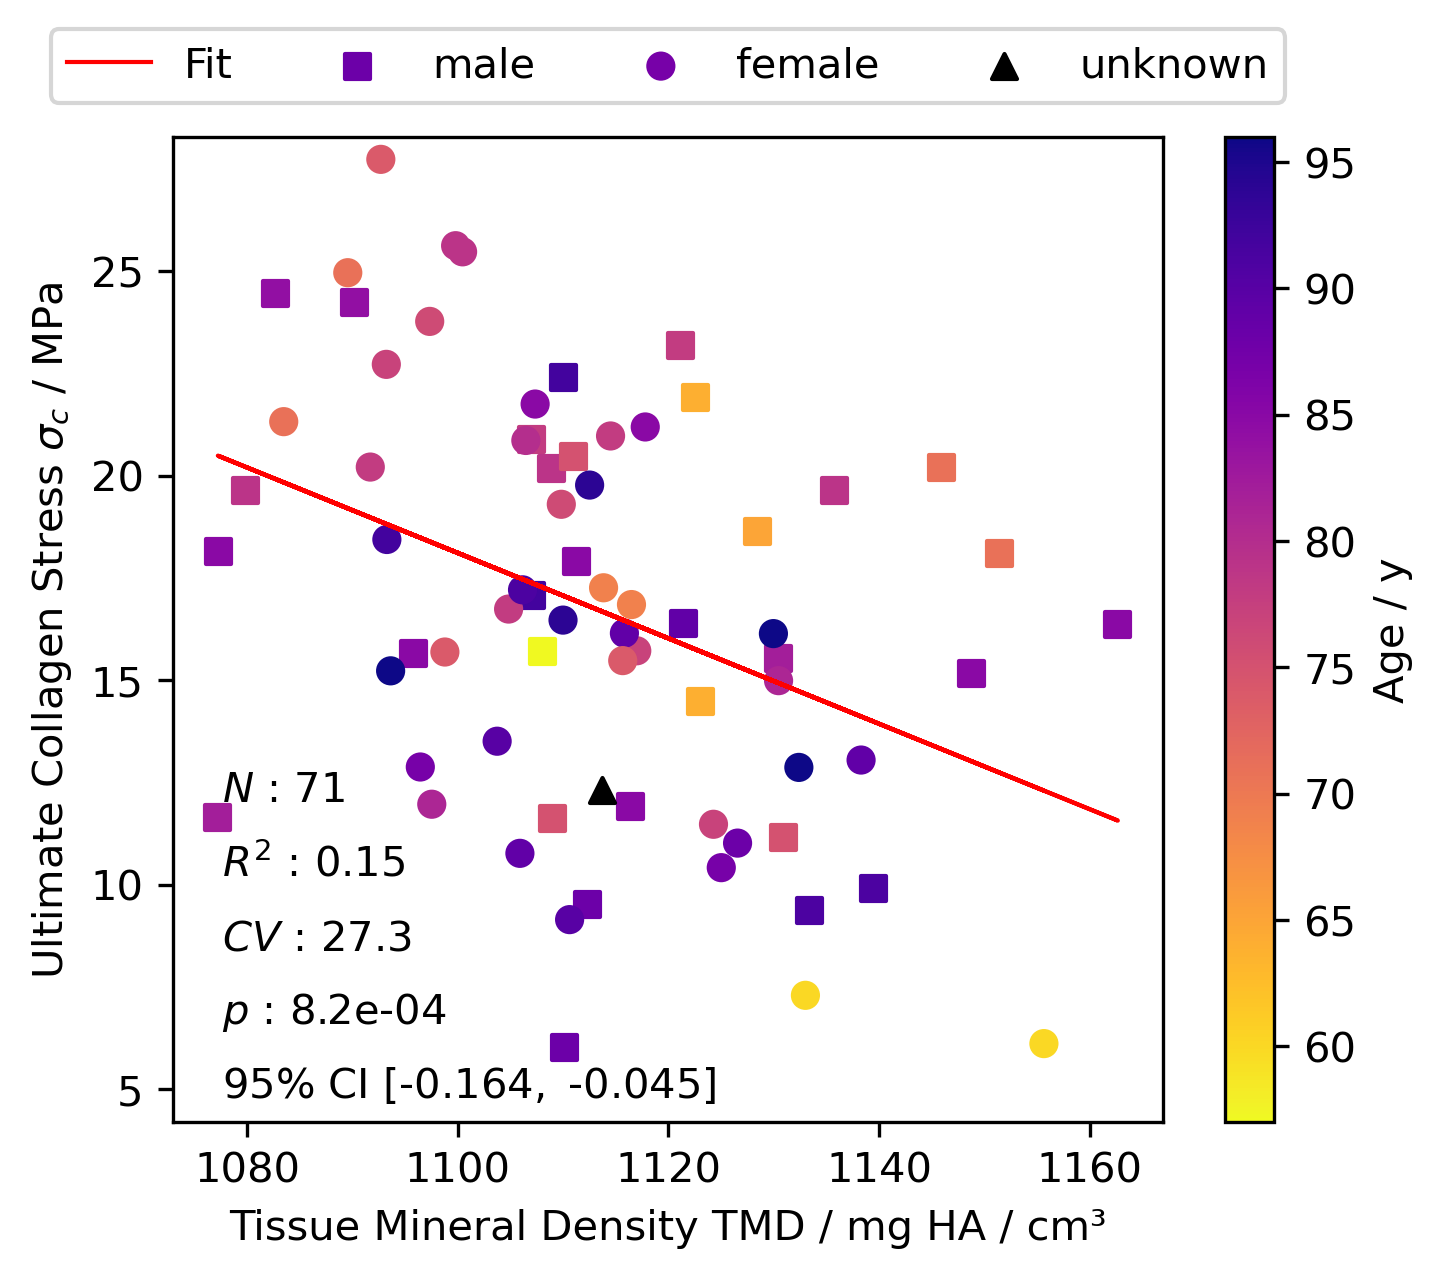 Fit male female unknown
Ultimate Collagen Stress σc / MPa
25
20
15
10
5
N : 71
R² : 0.15
CV : 27.3
p : 8.2e-04
95% CI [-0.164, -0.045]
1080 1100 1120 1140 1160
Tissue Mineral Density TMD / mg HA / cm³
95
90
85
80
75
70
65
60
Age / y